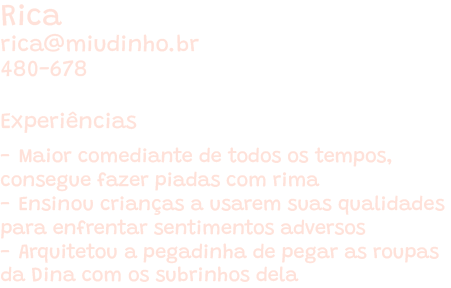 Rica
rica@miudinho.br
480-678
Experiências
- Maior comediante de todos os tempos,
consegue fazer piadas com rima
- Ensinou crianças a usarem suas qualidades
para enfrentar sentimentos adversos
- Arquitetou a pegadinha de pegar as roupas
da Dina com os subrinhos dela